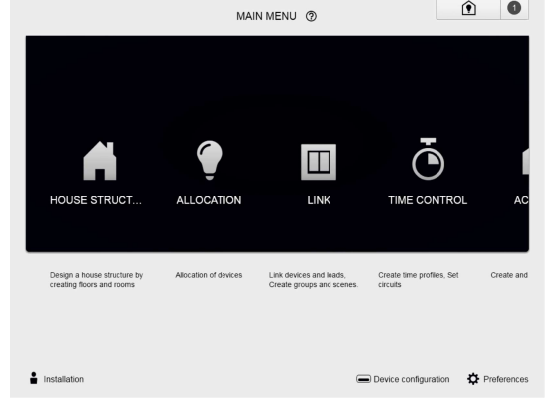 MAIN MENU ?
1
HOUSE STRUCT...
ALLOCATION
LINK
TIME CONTROL
AC
Design a house structure by
creating floors and rooms
Allocation of devices
Link devices and loads,
Create groups and scenes.
Create time profiles, Set
circuits
Create and
Installation
Device configuration
Preferences